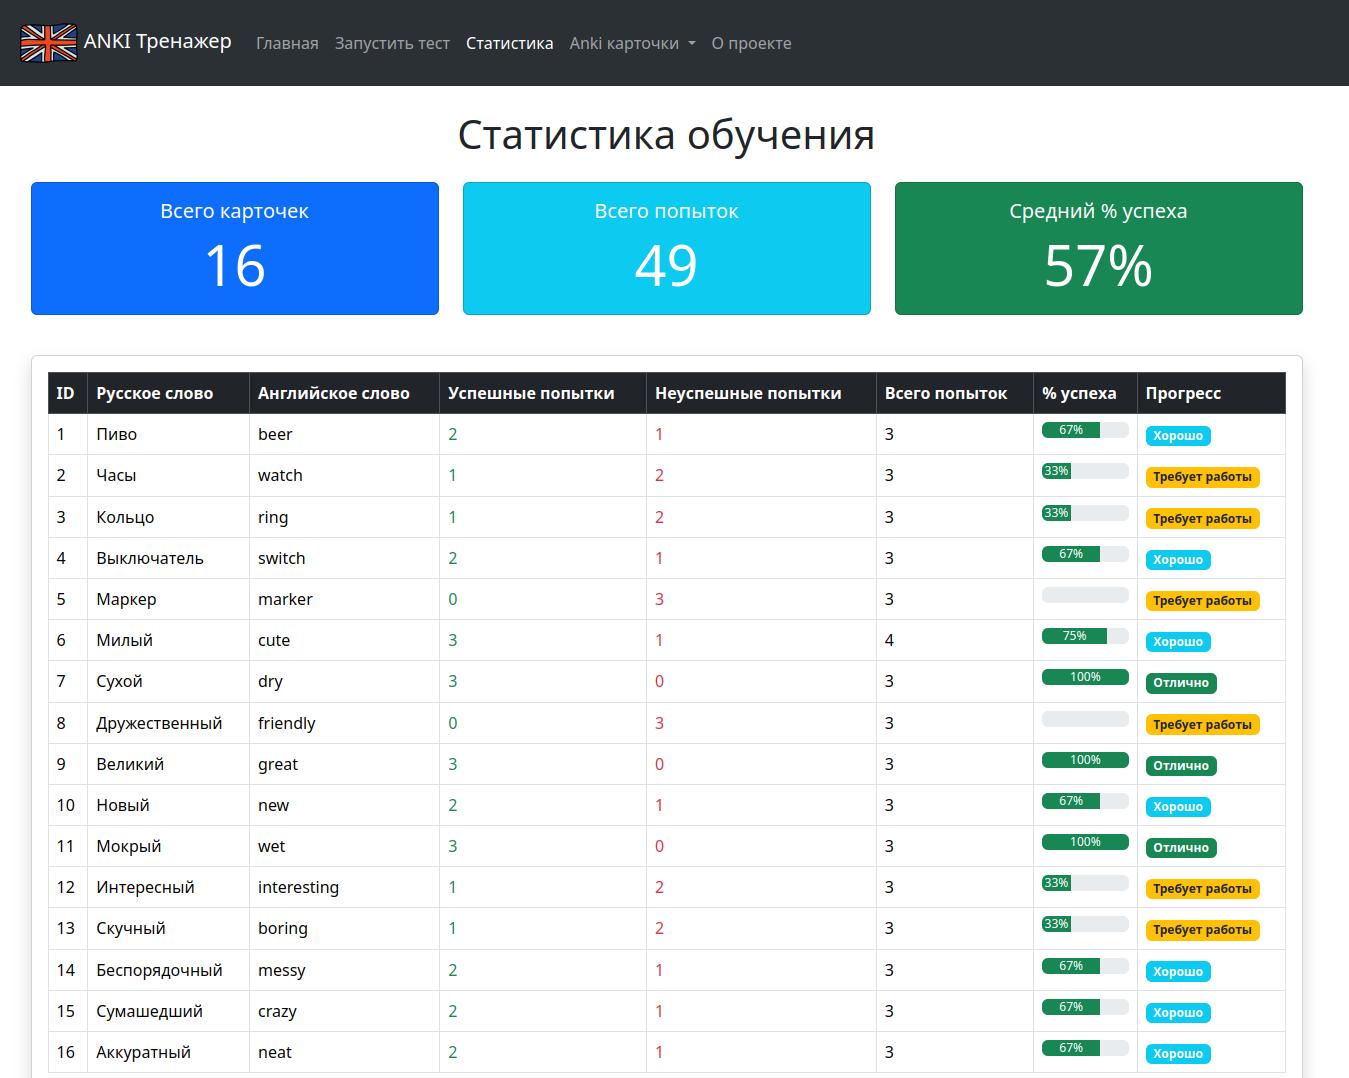 ANKI Тренажер Главная Запустить тест Статистика Anki карточки О проекте
Статистика обучения
Всего карточек
16
Всего попыток
49
Средний % успеха
57%
ID Русское слово Английское слово Успешные попытки Неуспешные попытки Всего попыток % успеха Прогресс
1 Пиво beer 2 1 3 67% Хорошо
2 Часы watch 1 2 3 33% Требует работы
3 Кольцо ring 1 2 3 33% Требует работы
4 Выключатель switch 2 1 3 67% Хорошо
5 Маркер marker 0 3 3 Требует работы
6 Милый cute 3 1 4 75% Хорошо
7 Сухой dry 3 0 3 100% Отлично
8 Дружественный friendly 0 3 3 Требует работы
9 Великий great 3 0 3 100% Отлично
10 Новый new 2 1 3 67% Хорошо
11 Мокрый wet 3 0 3 100% Отлично
12 Интересный interesting 1 2 3 33% Требует работы
13 Скучный boring 1 2 3 33% Требует работы
14 Беспорядочный messy 2 1 3 67% Хорошо
15 Сумашедший crazy 2 1 3 67% Хорошо
16 Аккуратный neat 2 1 3 67% Хорошо